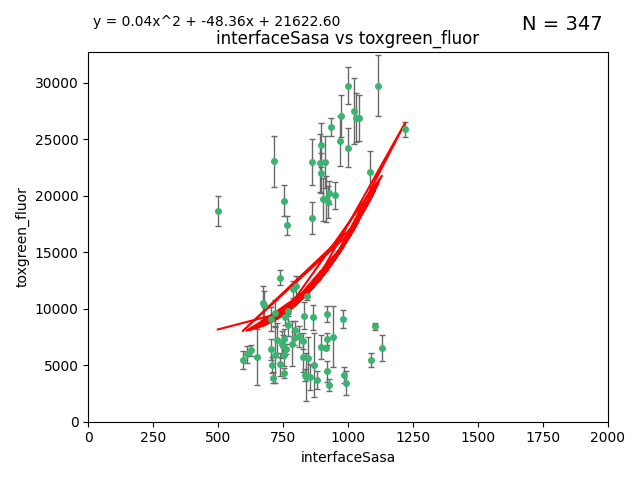 y = 0.04x^2 + -48.36x + 21622.60
N = 347
interfaceSasa vs toxgreen_fluor
30000
25000
20000
15000
10000
5000
0
toxgreen_fluor
0 250 500 750 1000 1250 1500 1750 2000
interfaceSasa